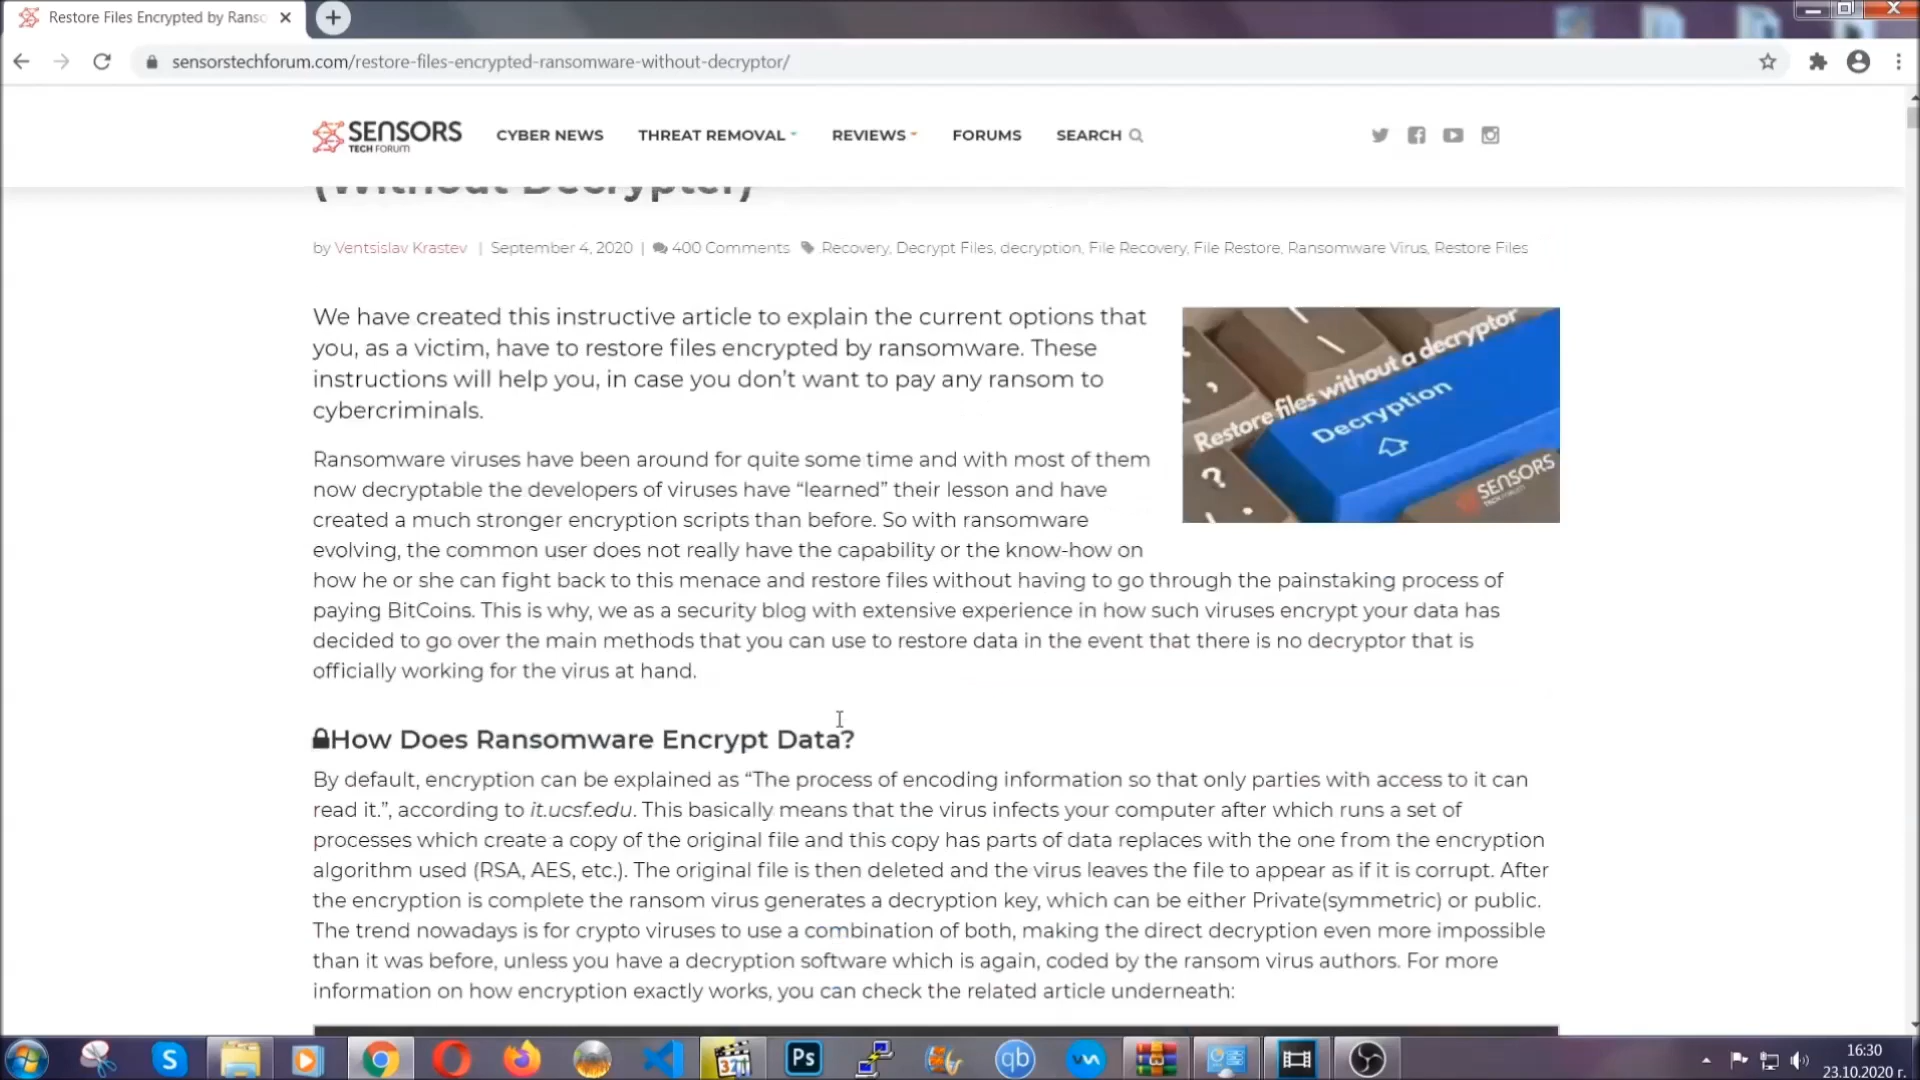 Restore Files Encrypted by Ranso
sensorstechforum.com/restore-files-encrypted-ransomware-without-decryptor/
SENSORS
TECH FORUM
CYBER NEWS
THREAT REMOVAL
REVIEWS
FORUMS
SEARCH
(Without Decrypter)
by Ventsislav Krastev | September 4, 2020 | 400 Comments Recovery, Decrypt Files, decryption, File Recovery, File Restore, Ransomware Virus, Restore Files
We have created this instructive article to explain the current options that
you, as a victim, have to restore files encrypted by ransomware. These
instructions will help you, in case you don’t want to pay any ransom to
cybercriminals.
Restore files without a decryptor
Decryption
SENSORS
Ransomware viruses have been around for quite some time and with most of them
now decryptable the developers of viruses have “learned” their lesson and have
created a much stronger encryption scripts than before. So with ransomware
evolving, the common user does not really have the capability or the know-how on
how he or she can fight back to this menace and restore files without having to go through the painstaking process of
paying BitCoins. This is why, we as a security blog with extensive experience in how such viruses encrypt your data has
decided to go over the main methods that you can use to restore data in the event that there is no decryptor that is
officially working for the virus at hand.
How Does Ransomware Encrypt Data?
By default, encryption can be explained as “The process of encoding information so that only parties with access to it can
read it.”, according to it.ucsf.edu. This basically means that the virus infects your computer after which runs a set of
processes which create a copy of the original file and this copy has parts of data replaces with the one from the encryption
algorithm used (RSA, AES, etc.). The original file is then deleted and the virus leaves the file to appear as if it is corrupt. After
the encryption is complete the ransom virus generates a decryption key, which can be either Private(symmetric) or public.
The trend nowadays is for crypto viruses to use a combination of both, making the direct decryption even more impossible
than it was before, unless you have a decryption software which is again, coded by the ransom virus authors. For more
information on how encryption exactly works, you can check the related article underneath:
S
321
Ps
qb
16:30
23.10.2020 г.